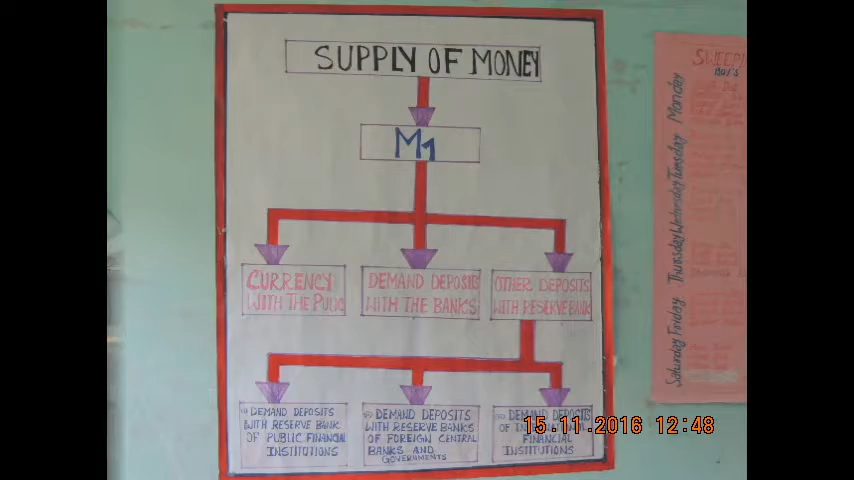 SUPPLY OF MONEY
M1
CURRENCY
WITH THE PUBLIC
DEMAND DEPOSITS
WITH THE BANKS
OTHER DEPOSITS
WITH RESERVE BANK
DEMAND DEPOSITS
WITH RESERVE BANK
OF PUBLIC FINANCIAL
INSTITUTIONS
DEMAND DEPOSITS
WITH RESERVE BANKS
OF FOREIGN CENTRAL
BANKS AND
GOVERNMENTS
DEMAND DEPOSITS
OF
FINANCIAL
INSTITUTIONS
SWEEPI
Monday
Tuesday
Wednesday
Thursday
Friday
Saturday
15.11.2016 12:48